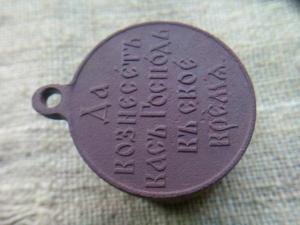 Да
вознесетъ
васъ Господь
въ свое
время